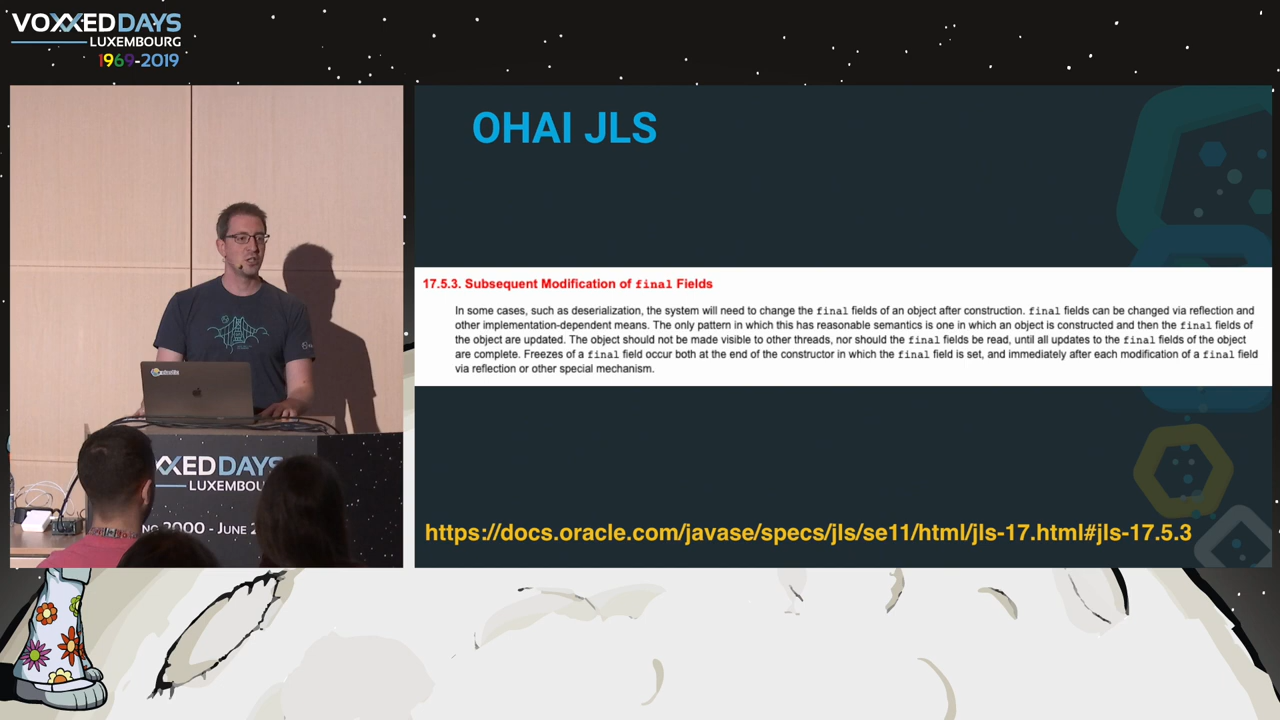 VOXXED DAYS
LUXEMBOURG
1969-2019
OHAI JLS
17.5.3. Subsequent Modification of final Fields
In some cases, such as deserialization, the system will need to change the final fields of an object after construction. final fields can be changed via reflection and
other implementation-dependent means. The only pattern in which this has reasonable semantics is one in which an object is constructed and then the final fields of
the object are updated. The object should not be made visible to other threads, nor should the final fields be read, until all updates to the final fields of the object
are complete. Freezes of a final field occur both at the end of the constructor in which the final field is set, and immediately after each modification of a final field
via reflection or other special mechanism.
XXED DAYS
LUXEMBOU
NG 2000 - JUNE 2
https://docs.oracle.com/javase/specs/jls/se11/html/jls-17.html#jls-17.5.3